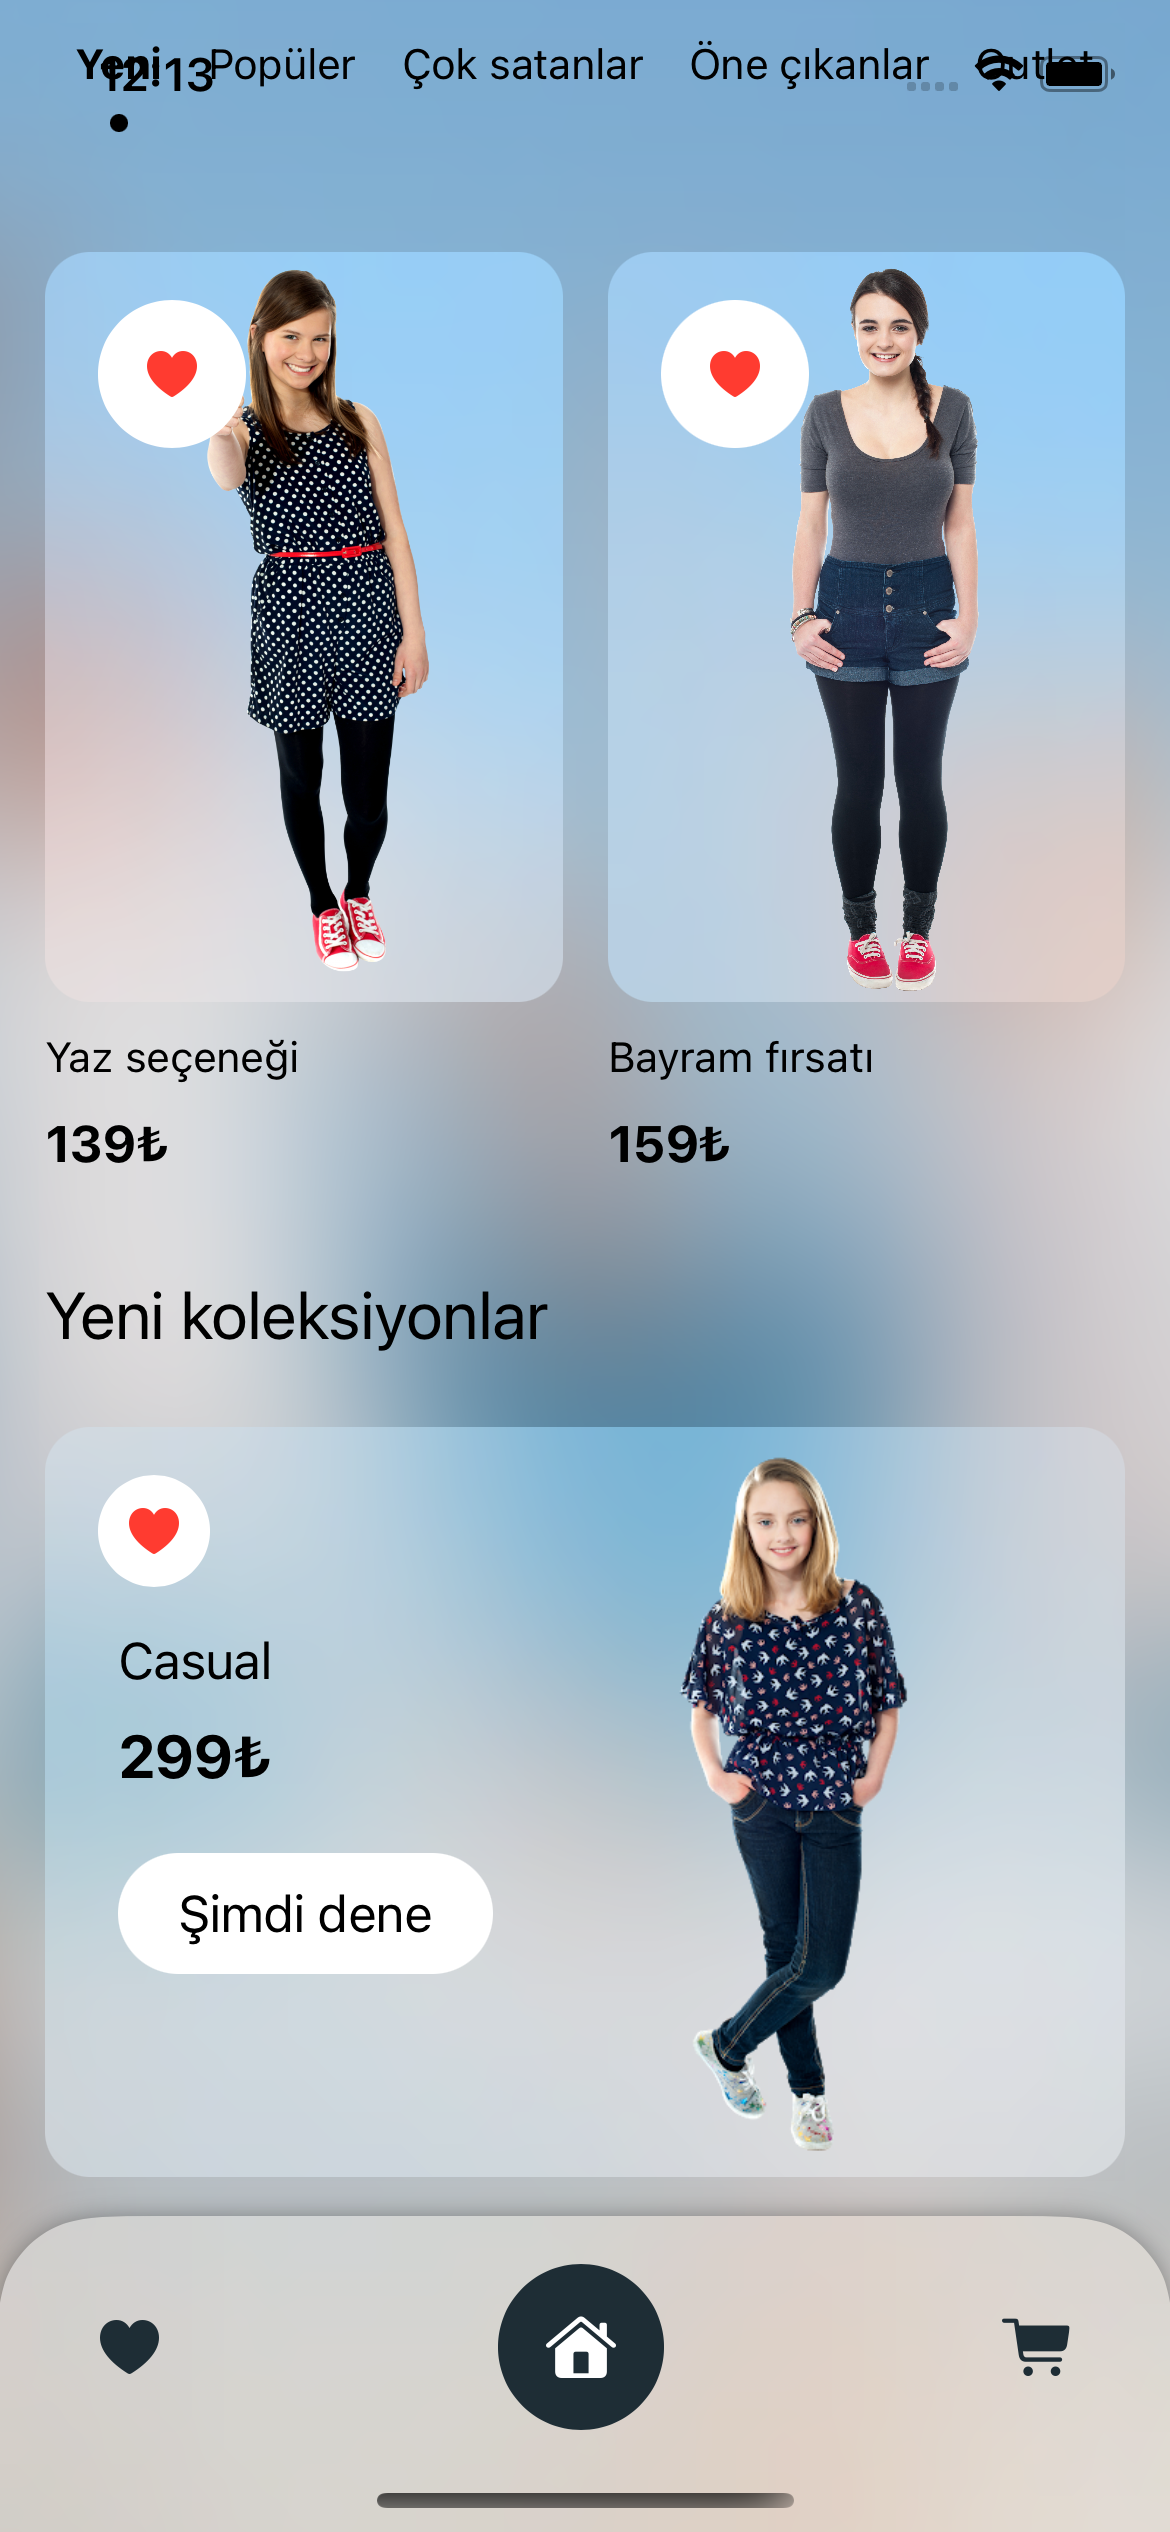 Yeni Popüler Çok satanlar Öne çıkanlar Outlet
12:13
Yaz seçeneği
139₺
Bayram fırsatı
159₺
Yeni koleksiyonlar
Casual
299₺
Şimdi dene